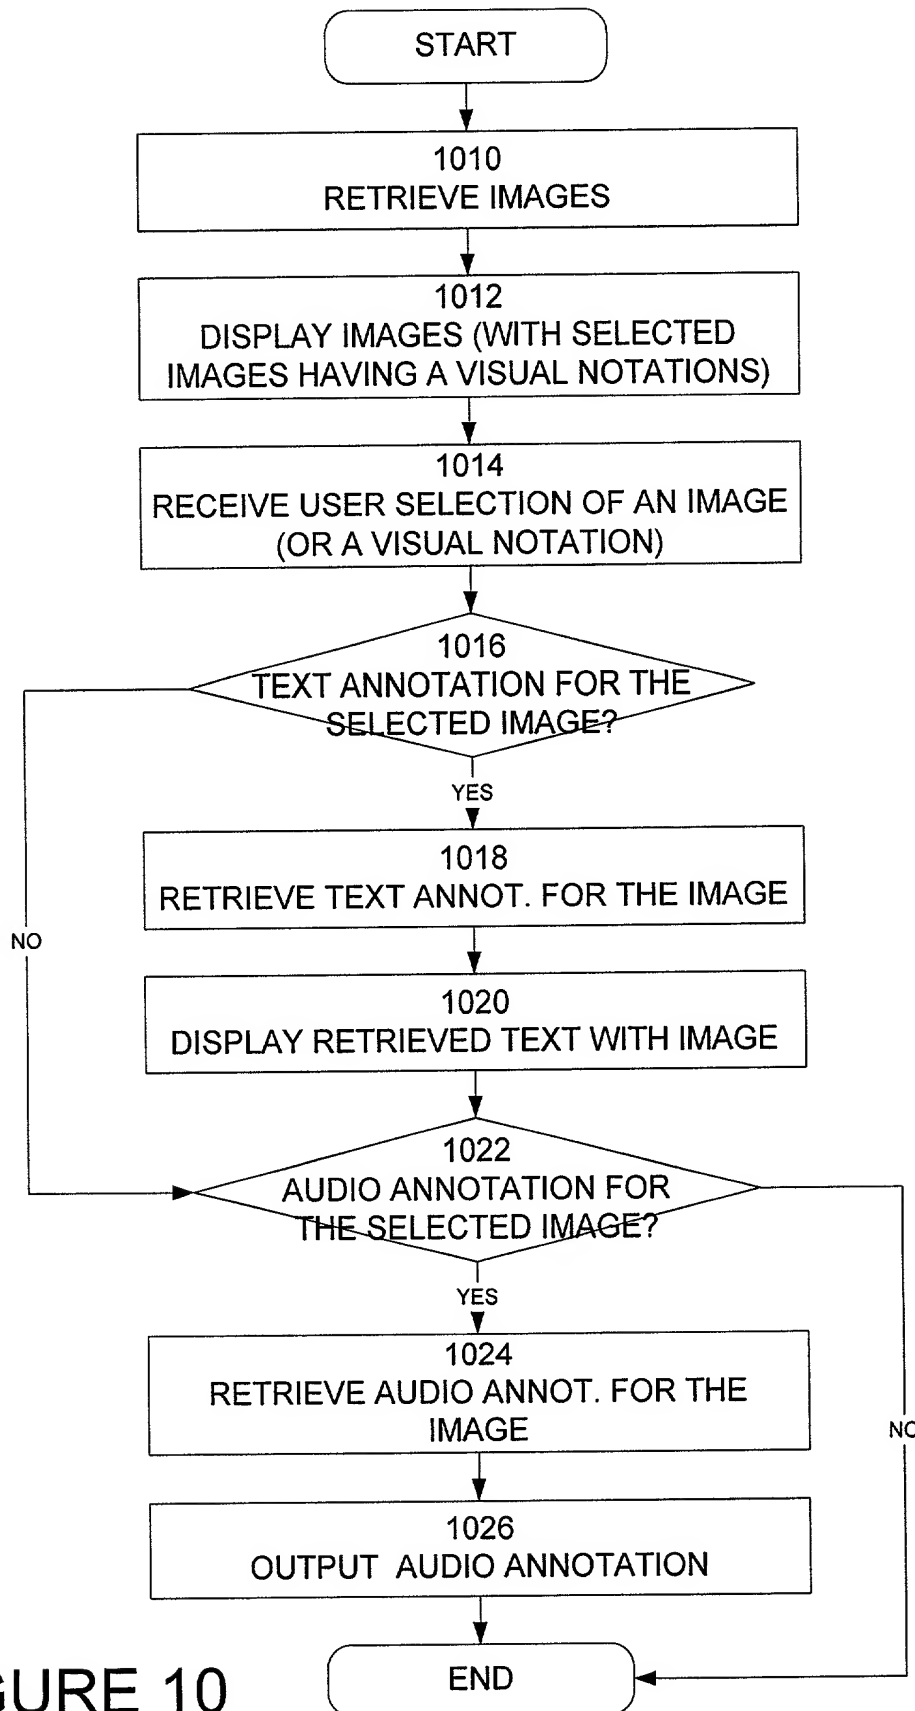 START
1010
RETRIEVE IMAGES
1012
DISPLAY IMAGES (WITH SELECTED
IMAGES HAVING A VISUAL NOTATIONS)
1014
RECEIVE USER SELECTION OF AN IMAGE
(OR A VISUAL NOTATION)
1016
TEXT ANNOTATION FOR THE
SELECTED IMAGE?
YES
1018
RETRIEVE TEXT ANNOT. FOR THE IMAGE
NO
1020
DISPLAY RETRIEVED TEXT WITH IMAGE
1022
AUDIO ANNOTATION FOR
THE SELECTED IMAGE?
YES
1024
RETRIEVE AUDIO ANNOT. FOR THE
IMAGE
NO
1026
OUTPUT AUDIO ANNOTATION
END
GURE 10